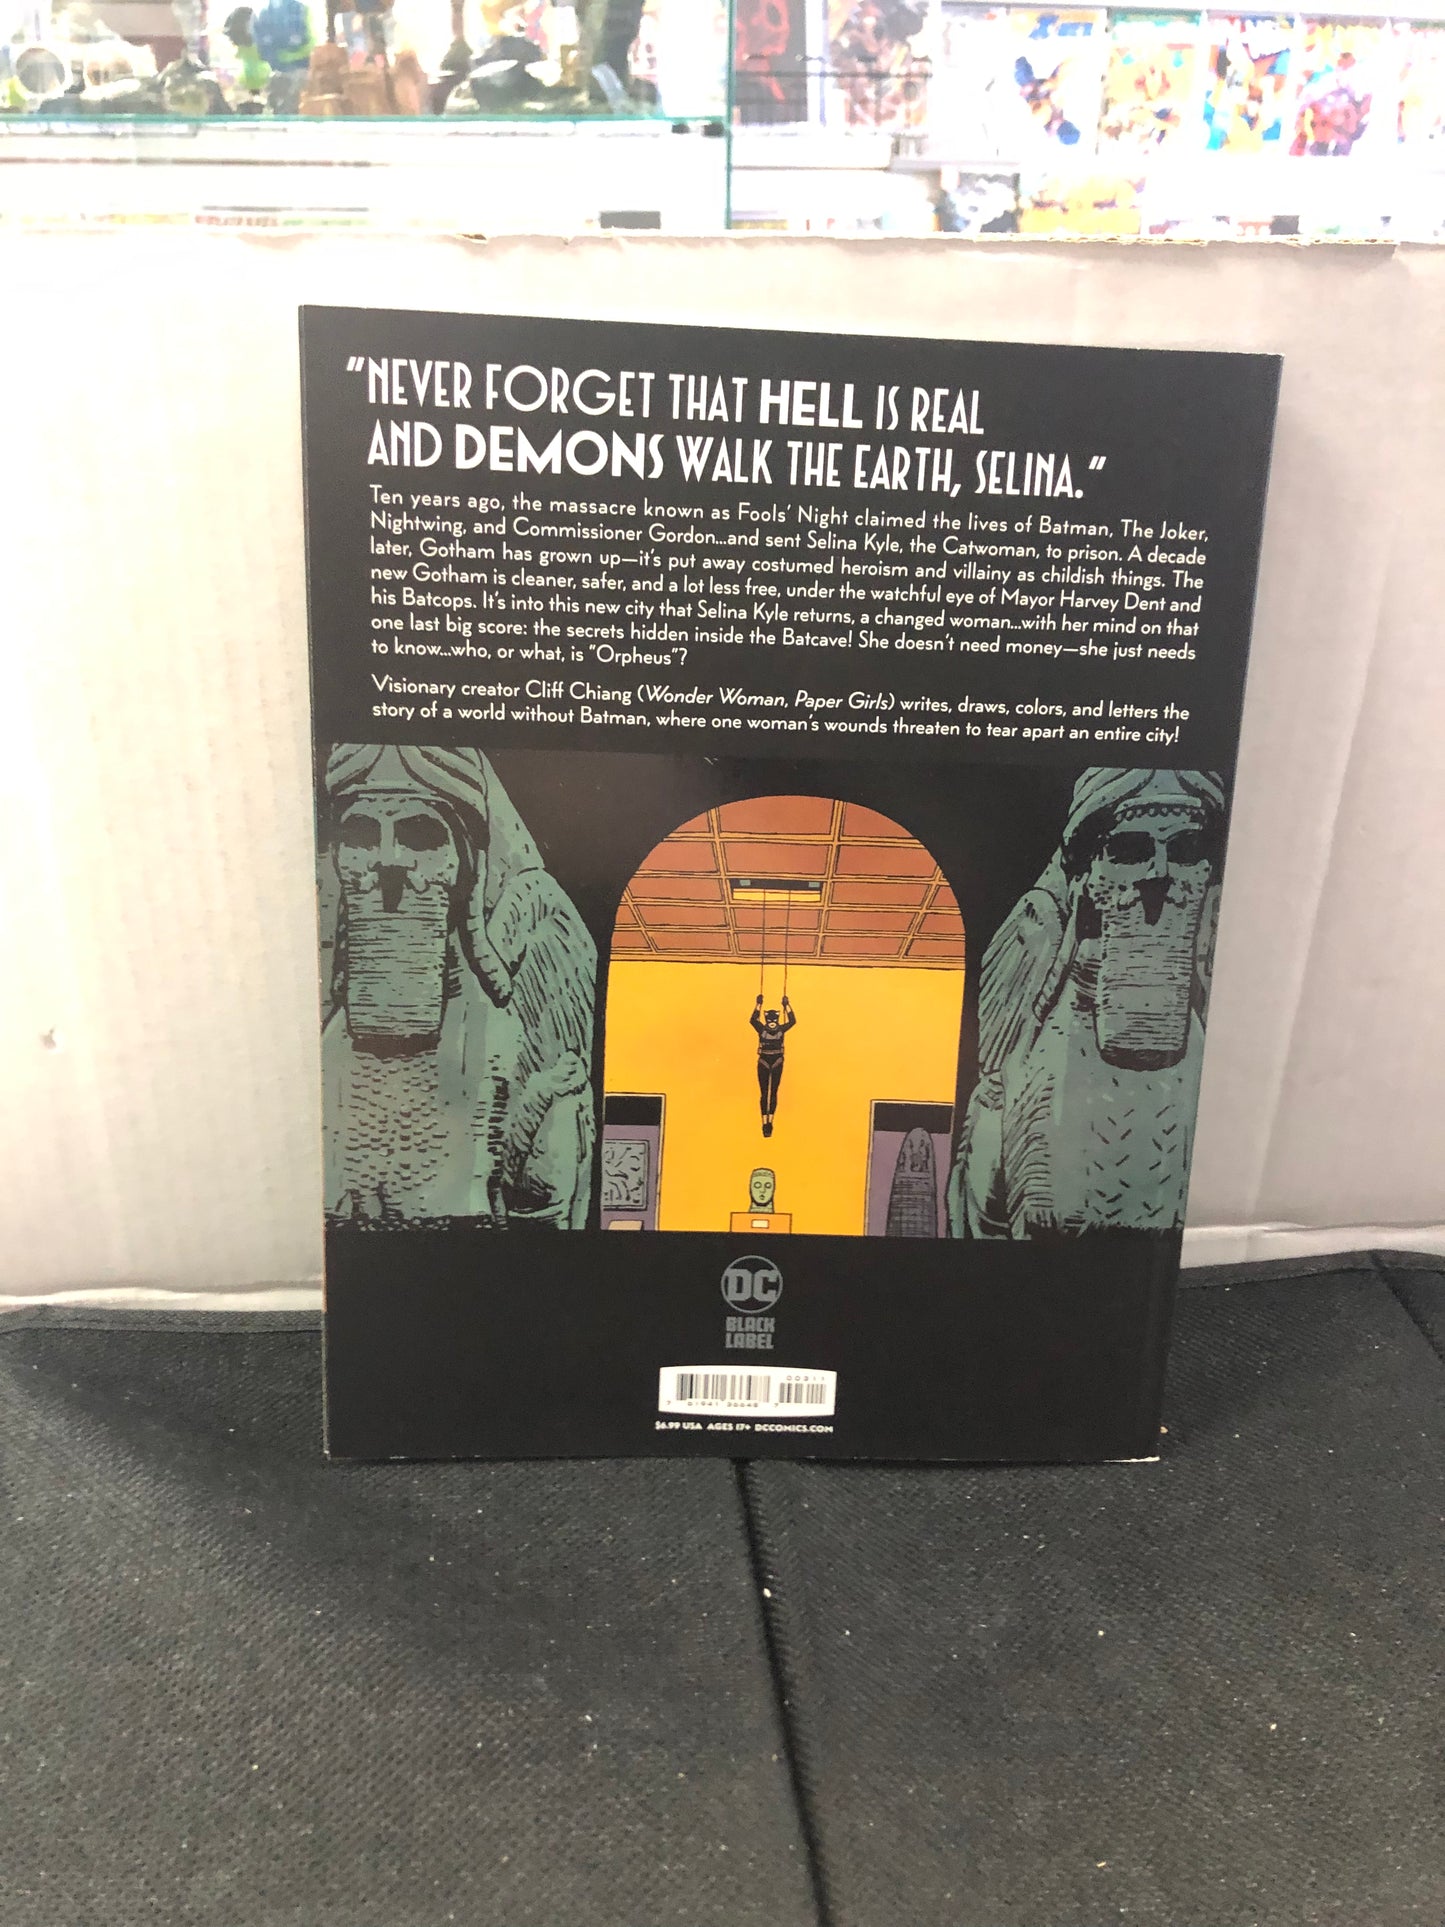 "NEVER FORGET THAT HELL IS REAL
AND DEMONS WALK THE EARTH, SELINA."
Ten years ago, the massacre known as Fools' Night claimed the lives of Batman, The Joker,
Nightwing, and Commissioner Gordon...and sent Selina Kyle, the Catwoman, to prison. A decade
later, Gotham has grown up—it's put away costumed heroism and villainy as childish things. The
new Gotham is cleaner, safer, and a lot less free, under the watchful eye of Mayor Harvey Dent and
his Batcops. It's into this new city that Selina Kyle returns, a changed woman...with her mind on that
one last big score: the secrets hidden inside the Batcave! She doesn't need money—she just needs
to know...who, or what, is "Orpheus"?
Visionary creator Cliff Chiang (Wonder Woman, Paper Girls) writes, draws, colors, and letters the
story of a world without Batman, where one woman's wounds threaten to tear apart an entire city!
DC
BLACK
LABEL
00311
$6.99 USA AGES 17+ DCCOMICS.COM